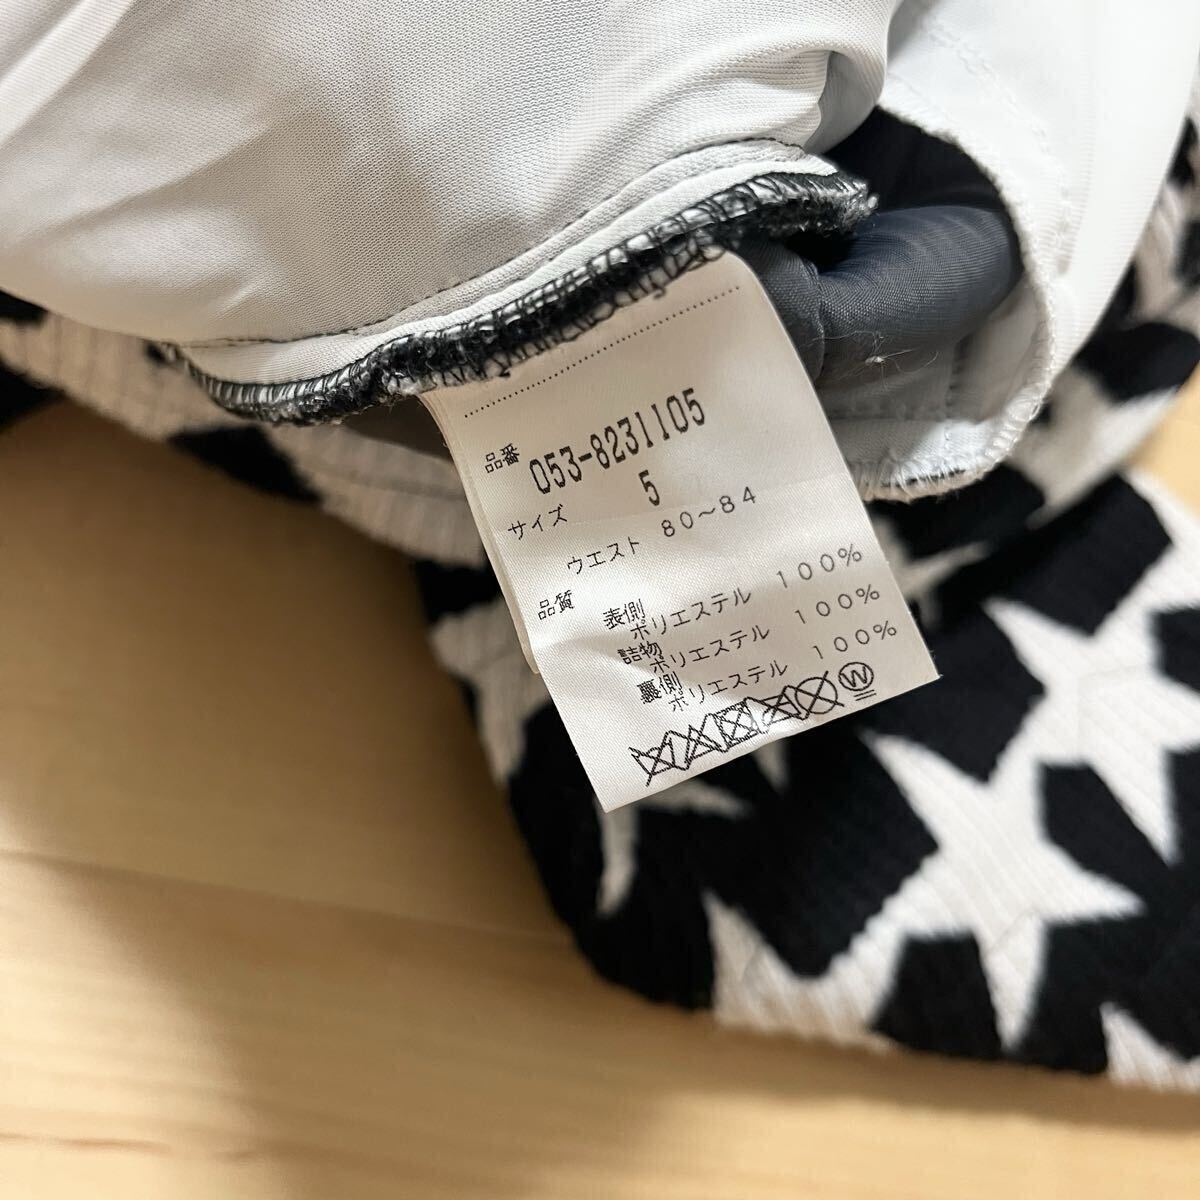 品番 053-8231105
サイズ 5
ウエスト 80~84
品質 表側
ポリエステル 100%
詰物
ポリエステル 100%
裏側
ポリエステル 100%
W